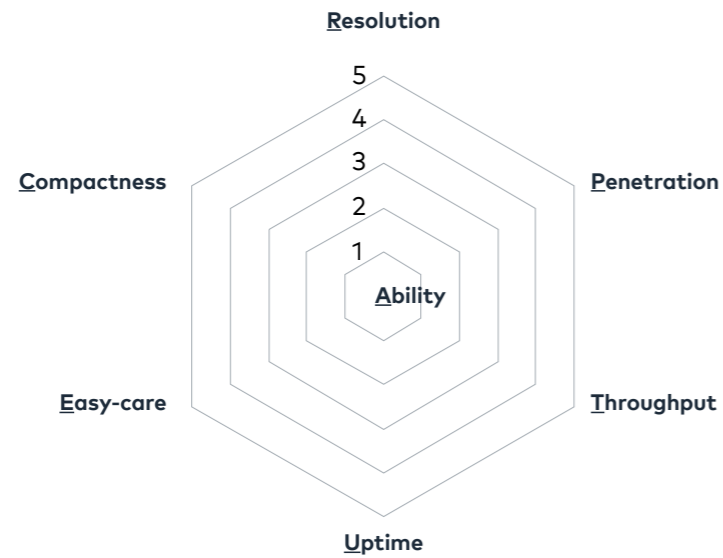 Resolution
5
4
3
2
1
Compactness
Penetration
Ability
Easy-care
Throughput
Uptime